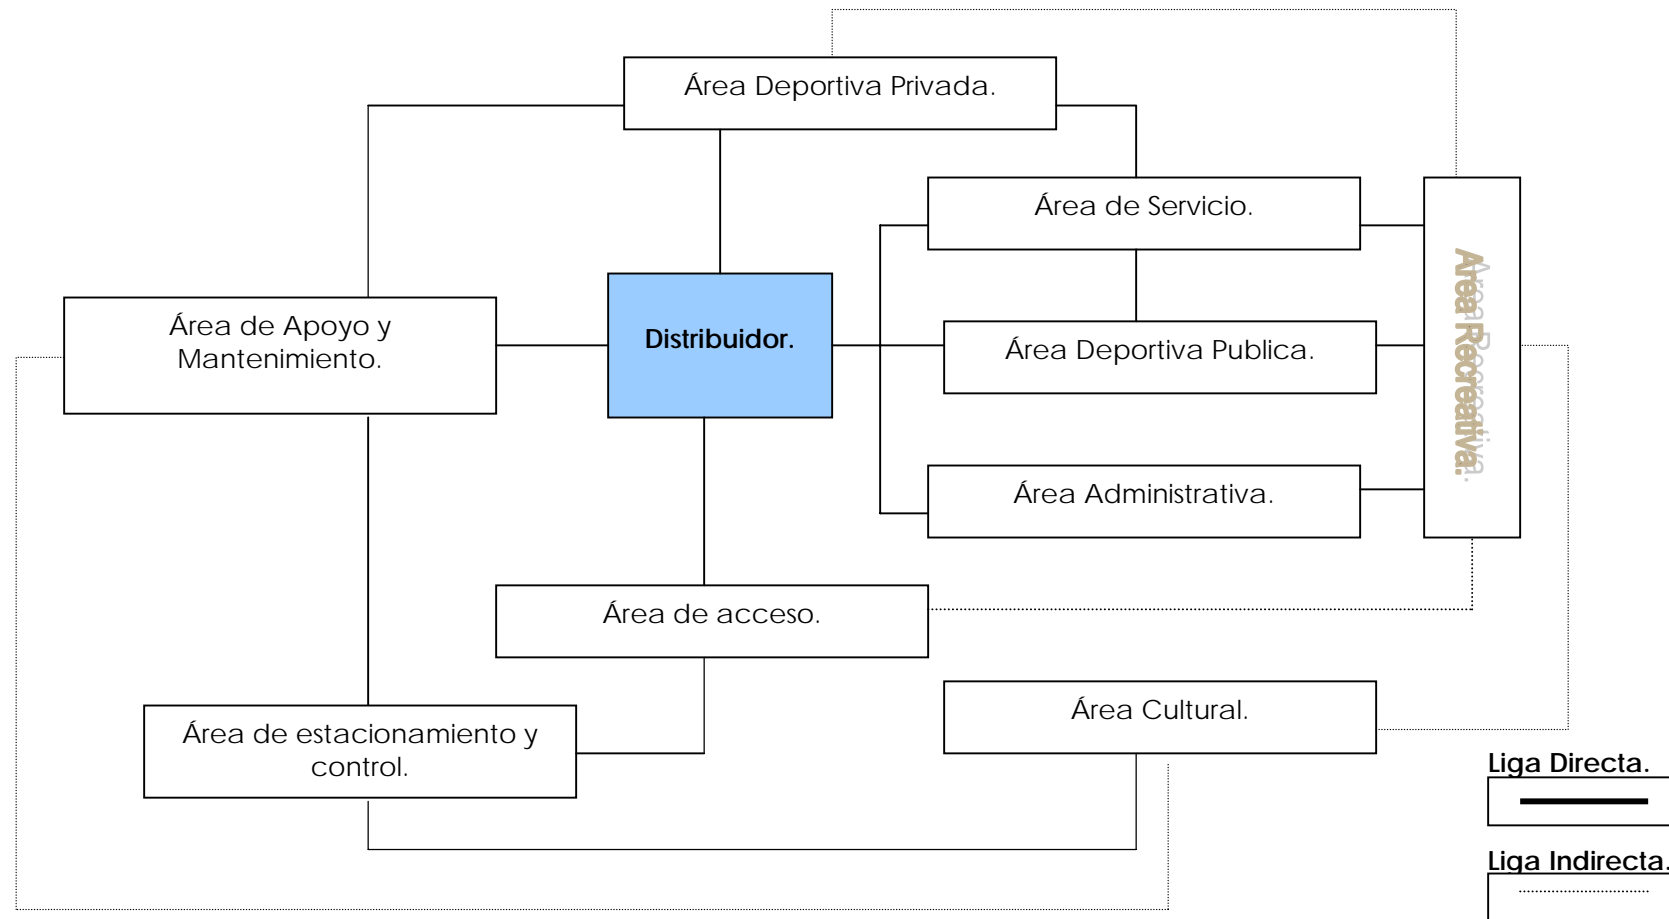 Área Deportiva Privada.
Área de Servicio.
Área Recreativa.
Área de Apoyo y
Mantenimiento.
Distribuidor.
Área Deportiva Publica.
Área Administrativa.
Área de acceso.
Área Cultural.
Área de estacionamiento y
control.
Liga Directa.
Liga Indirecta.